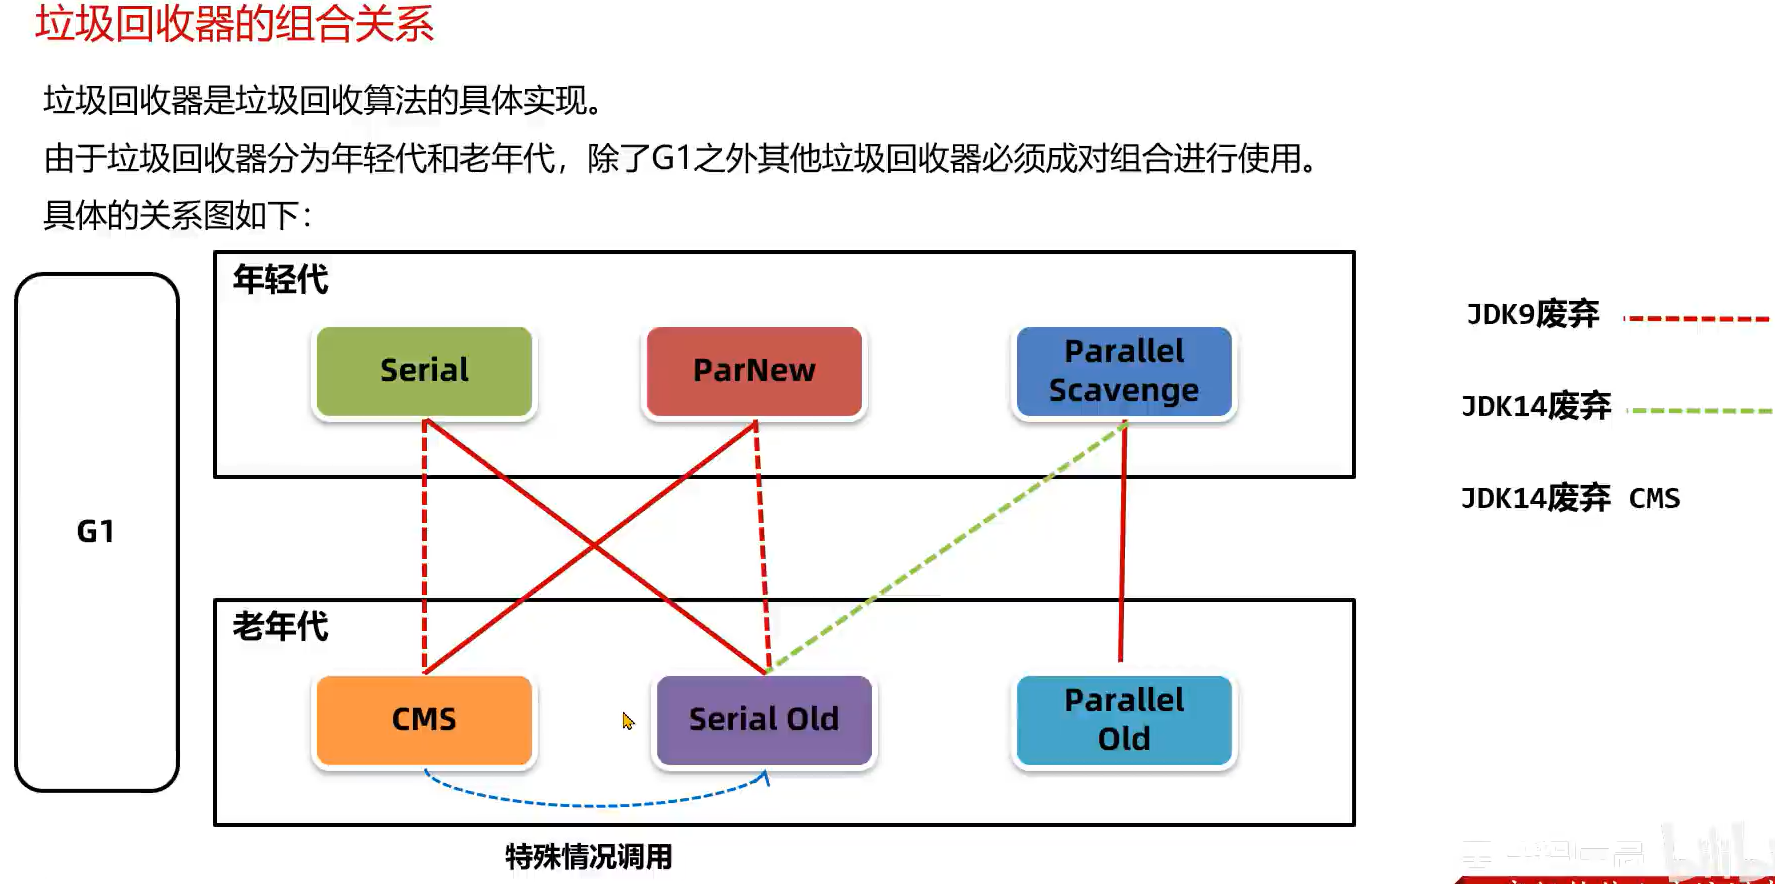 垃圾回收器的组合关系
垃圾回收器是垃圾回收算法的具体实现。
由于垃圾回收器分为年轻代和老年代，除了G1之外其他垃圾回收器必须成对组合进行使用。
具体的关系图如下：
年轻代
Serial
ParNew
Parallel
Scavenge
JDK9废弃
JDK14废弃
JDK14废弃 CMS
G1
老年代
CMS
Serial Old
Parallel
Old
特殊情况调用
bilibili